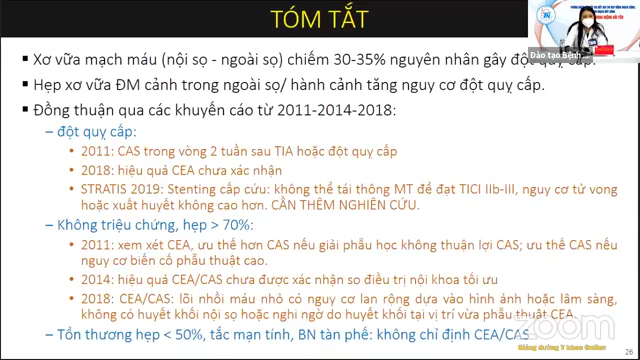 TÓM TẮT
▪ Xơ vữa mạch máu (nội sọ - ngoài sọ) chiếm 30-35% nguyên nhân gây đột quỵ cấp.
▪ Hẹp xơ vữa ĐM cảnh trong ngoài sọ/ hành cảnh tăng nguy cơ đột quỵ cấp.
▪ Đồng thuận qua các khuyến cáo từ 2011-2014-2018:
– đột quỵ cấp:
• 2011: CAS trong vòng 2 tuần sau TIA hoặc đột quỵ cấp
• 2018: hiệu quả CEA chưa xác nhận
• STRATIS 2019: Stenting cấp cứu: không thể tái thông MT để đạt TICI IIb-III, nguy cơ tử vong
hoặc xuất huyết không cao hơn. CẦN THÊM NGHIÊN CỨU.
– Không triệu chứng, hẹp > 70%:
• 2011: xem xét CEA, ưu thế hơn CAS nếu giải phẫu học không thuận lợi CAS; ưu thế CAS nếu
nguy cơ biến cố phẫu thuật cao.
• 2014: hiệu quả CEA/CAS chưa được xác nhận so điều trị nội khoa tối ưu
• 2018: CEA/CAS: lõi nhồi máu nhỏ có nguy cơ lan rộng dựa vào hình ảnh hoặc lâm sàng,
không có huyết khối nội sọ hoặc nghi ngờ do huyết khối tại vị trí vừa phẫu thuật CEA.
– Tổn thương hẹp < 50%, tắc mạn tính, BN tàn phế: không chỉ định CEA/CAS
Đào tạo Bệnh
zoom
Giảng đường Y khoa Online
26